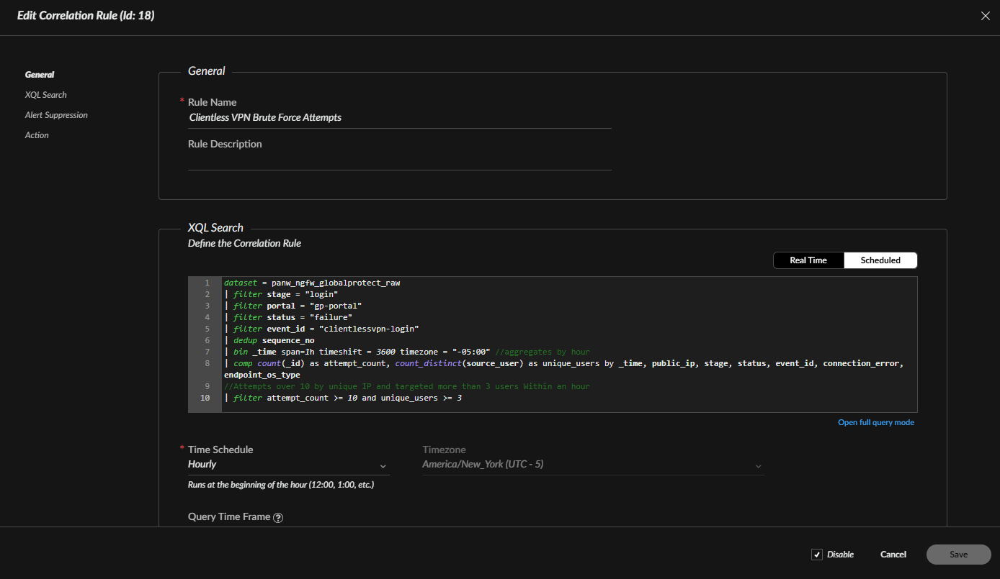 Edit Correlation Rule (Id: 18)
General
XQL Search
Alert Suppression
Action
General
* Rule Name
Clientless VPN Brute Force Attempts
Rule Description
XQL Search
Define the Correlation Rule
Real Time Scheduled
1 dataset = panw_ngfw_globalprotect_raw
2 | filter stage = "login"
3 | filter portal = "gp-portal"
4 | filter status = "failure"
5 | filter event_id = "clientlessvpn-login"
6 | dedup sequence_no
7 | bin _time span=1h timeshift = 3600 timezone = "-05:00" //aggregates by hour
8 | comp count(_id) as attempt_count, count_distinct(source_user) as unique_users by _time, public_ip, stage, status, event_id, connection_error,
endpoint_os_type
9 //Attempts over 10 by unique IP and targeted more than 3 users Within an hour
10 | filter attempt_count >= 10 and unique_users >= 3
Open full query mode
* Time Schedule Timezone
Hourly America/New_York (UTC - 5)
Runs at the beginning of the hour (12:00, 1:00, etc.)
Query Time Frame ?
Disable Cancel Save